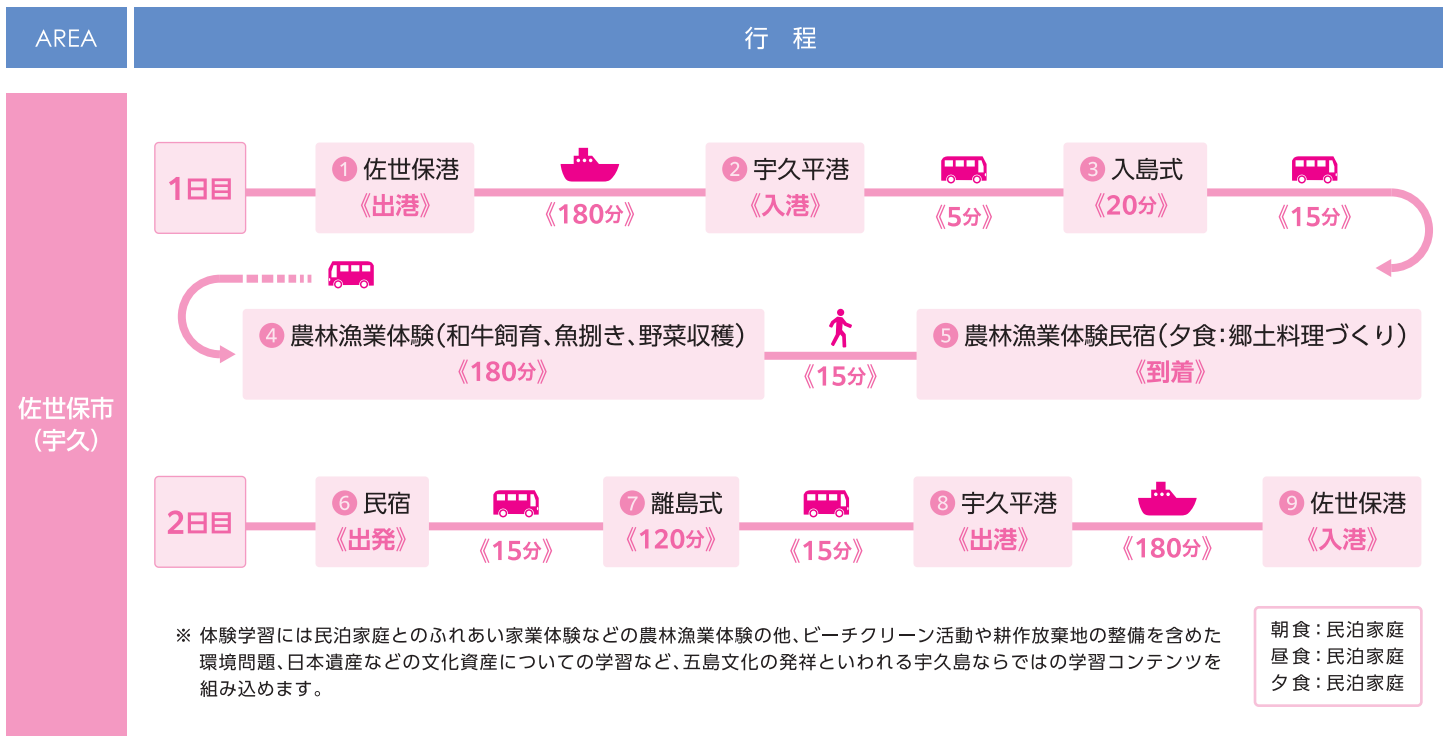 AREA
行 程
佐世保市
(宇久)
1日目
❶ 佐世保港
《出港》
《180分》
❷ 宇久平港
《入港》
《5分》
❸ 入島式
《20分》
《15分》
❹ 農林漁業体験(和牛飼育、魚捌き、野菜収穫)
《180分》
《15分》
❺ 農林漁業体験民宿(夕食:郷土料理づくり)
《到着》
2日目
❻ 民宿
《出発》
《15分》
❼ 離島式
《120分》
《15分》
❽ 宇久平港
《出港》
《180分》
❾ 佐世保港
《入港》
※ 体験学習には民泊家庭とのふれあい家業体験などの農林漁業体験の他、ビーチクリーン活動や耕作放棄地の整備を含めた
環境問題、日本遺産などの文化資産についての学習など、五島文化の発祥といわれる宇久島ならではの学習コンテンツを
組み込めます。
朝食:民泊家庭
昼食:民泊家庭
夕食:民泊家庭